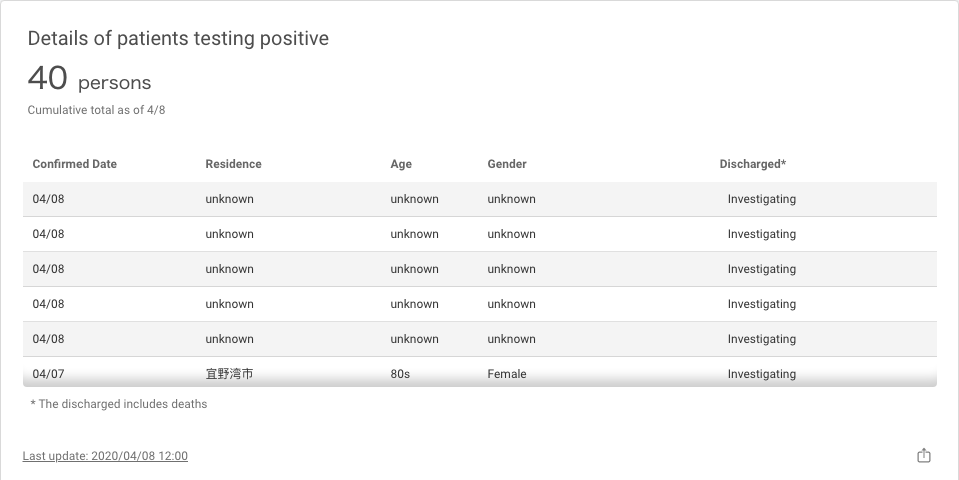 Details of patients testing positive
40 persons
Cumulative total as of 4/8
Confirmed Date Residence Age Gender Discharged*
04/08 unknown unknown unknown Investigating
04/08 unknown unknown unknown Investigating
04/08 unknown unknown unknown Investigating
04/08 unknown unknown unknown Investigating
04/08 unknown unknown unknown Investigating
04/07 宜野湾市 80s Female Investigating
* The discharged includes deaths
Last update: 2020/04/08 12:00